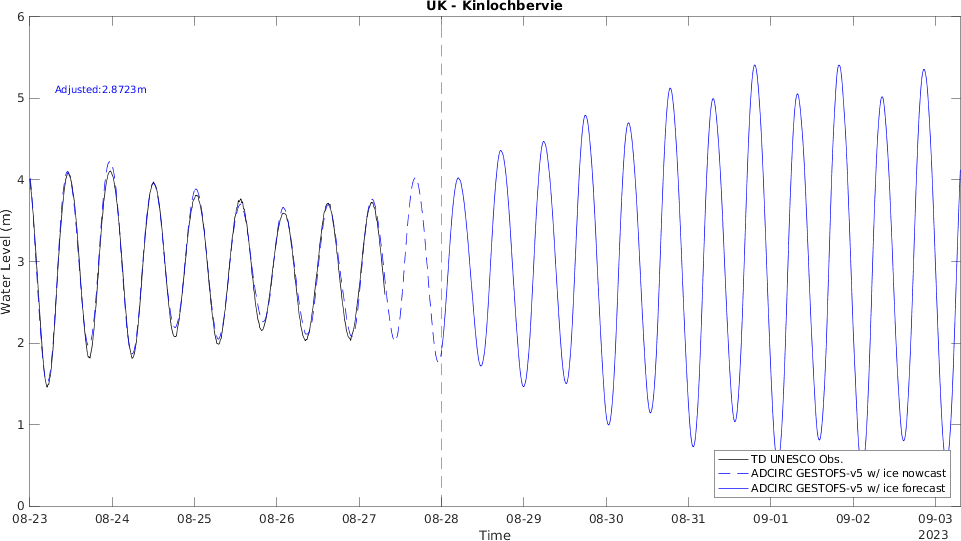 UK - Kinlochbervie
6
5
4
3
2
1
0
Water Level (m)
Adjusted:2.8723m
TD UNESCO Obs.
ADCIRC GESTOFS-v5 w/ ice nowcast
ADCIRC GESTOFS-v5 w/ ice forecast
08-23 08-24 08-25 08-26 08-27 08-28 08-29 08-30 08-31 09-01 09-02 09-03
Time
2023